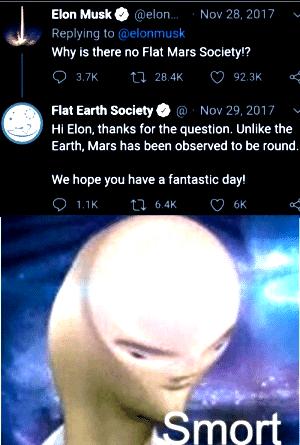 Elon Musk @elon... · Nov 28, 2017
Replying to @elonmusk
Why is there no Flat Mars Society!?
3.7K 28.4K 92.3K
Flat Earth Society @ · Nov 29, 2017
Hi Elon, thanks for the question. Unlike the
Earth, Mars has been observed to be round.
We hope you have a fantastic day!
1.1K 6.4K 6K
Smort